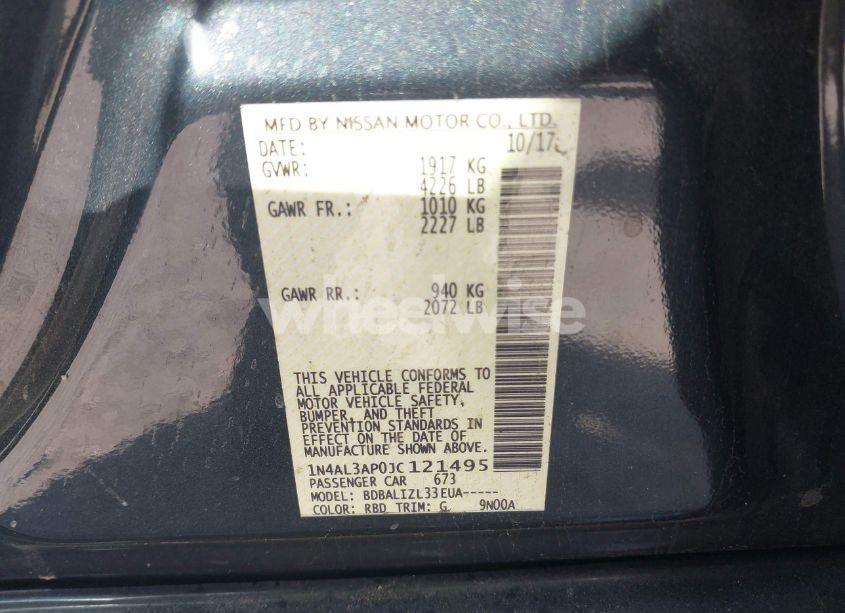 MFD BY NISSAN MOTOR CO., LTD.
DATE: 10/17
GVWR: 1917 KG
4226 LB
GAWR FR.: 1010 KG
2227 LB
GAWR RR.: 940 KG
2072 LB
wheelwise
THIS VEHICLE CONFORMS TO
ALL APPLICABLE FEDERAL
MOTOR VEHICLE SAFETY,
BUMPER, AND THEFT
PREVENTION STANDARDS IN
EFFECT ON THE DATE OF
MANUFACTURE SHOWN ABOVE.
1N4AL3AP0JC121495
PASSENGER CAR 673
MODEL: BDBALIZL33EUA-----
COLOR: RBD TRIM: G 9N00A